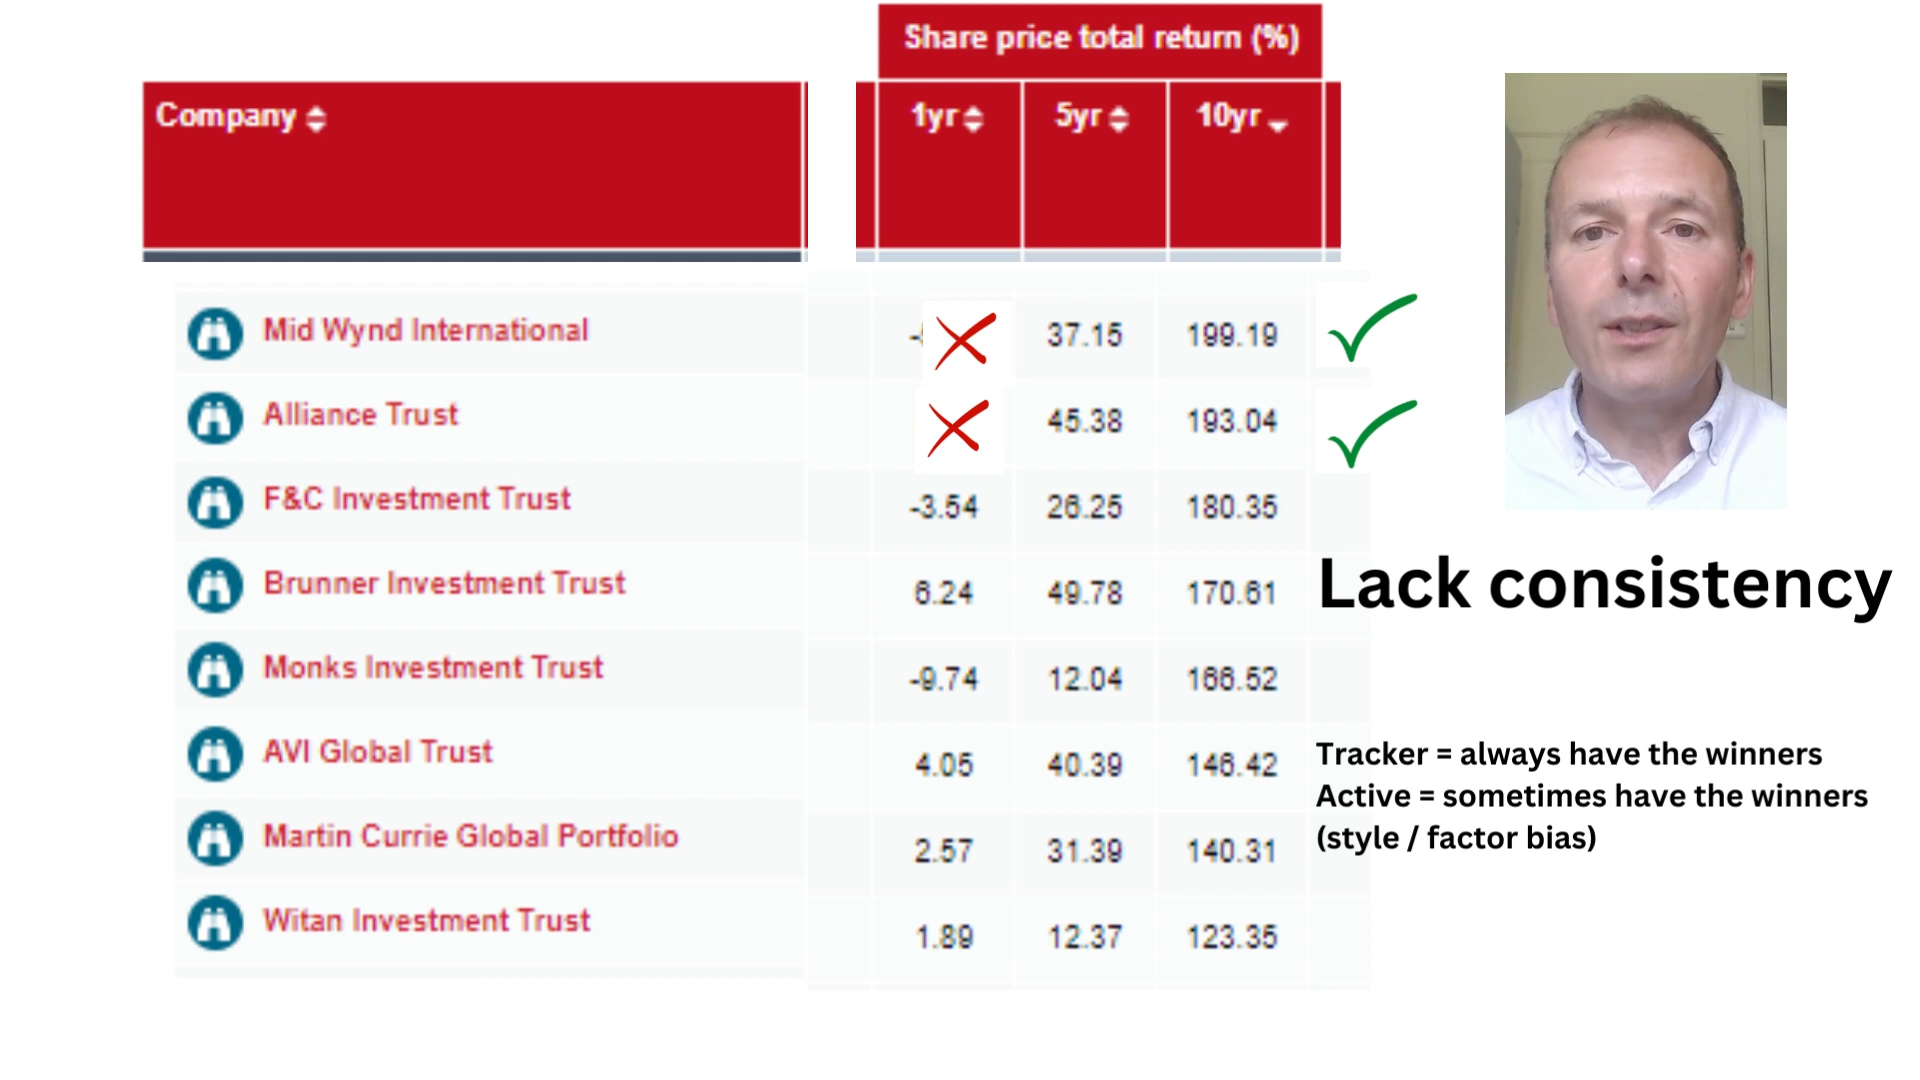 Share price total return (%)
Company 1yr 5yr 10yr
Mid Wynd International - 37.15 199.19
Alliance Trust 45.38 193.04
F&C Investment Trust -3.54 26.25 180.35
Brunner Investment Trust 6.24 49.78 170.61
Monks Investment Trust -9.74 12.04 166.52
AVI Global Trust 4.05 40.39 146.42
Martin Currie Global Portfolio 2.57 31.39 140.31
Witan Investment Trust 1.89 12.37 123.35
Lack consistency
Tracker = always have the winners
Active = sometimes have the winners
(style / factor bias)